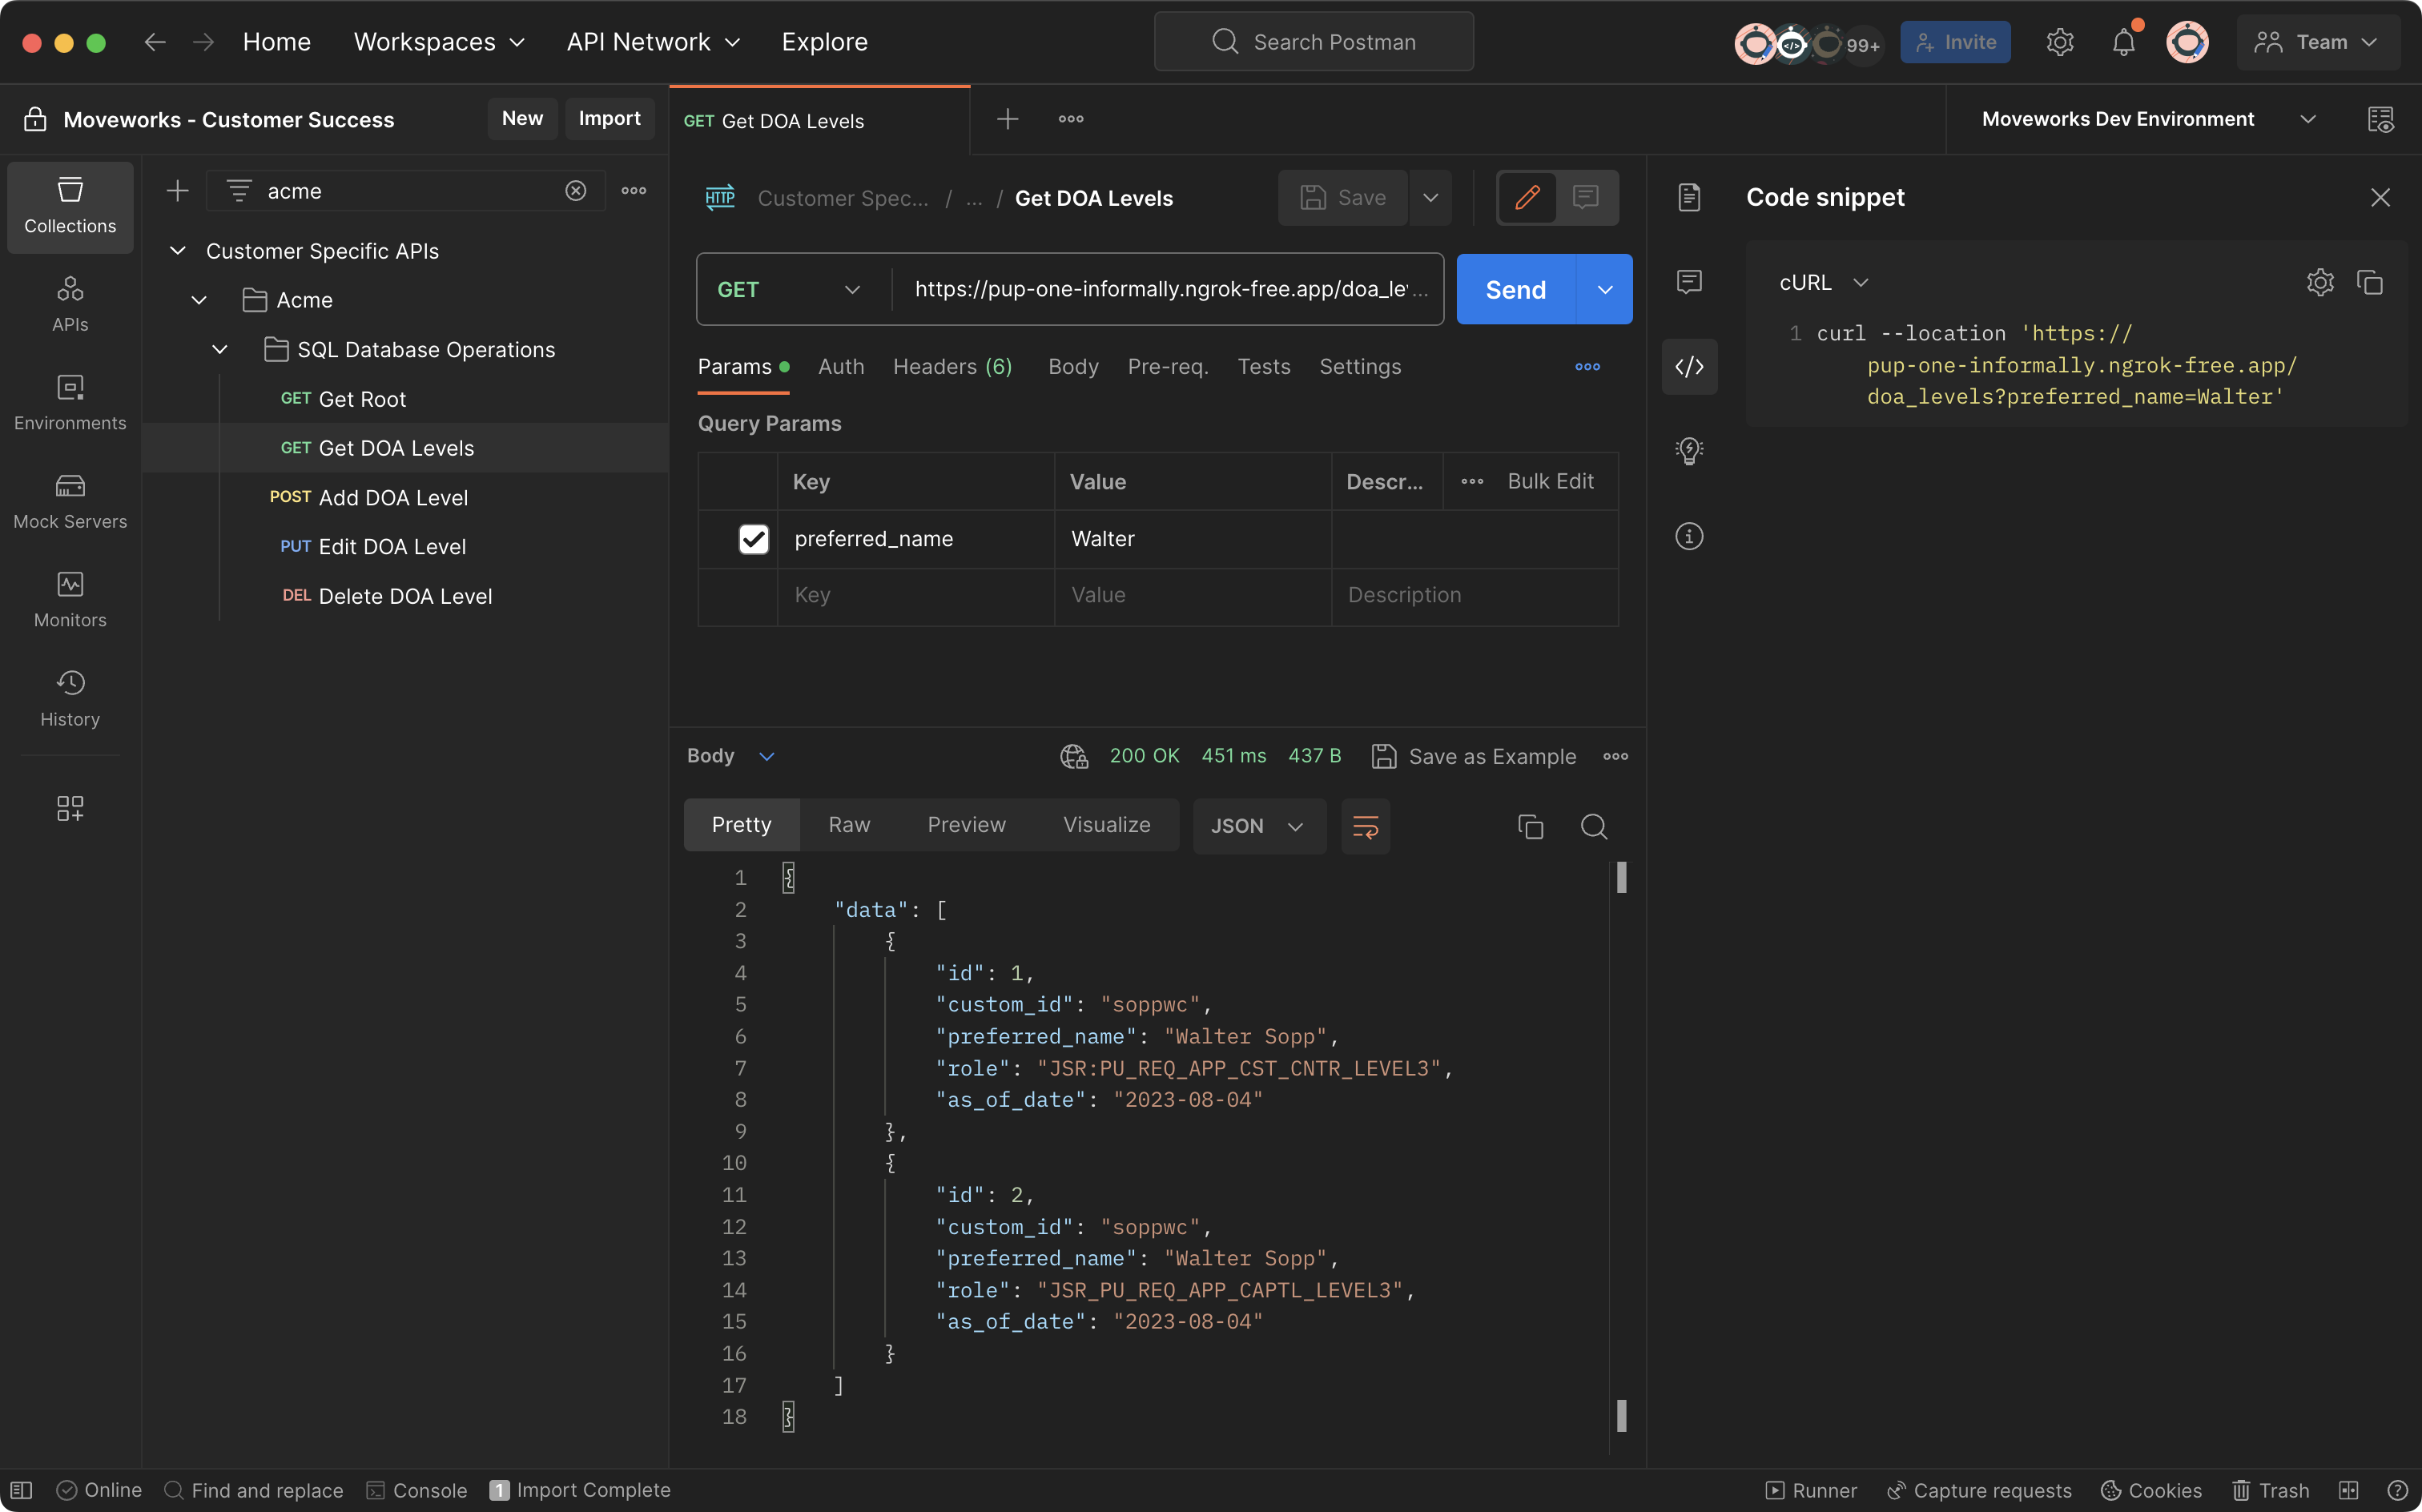 Home
Workspaces
API Network
Explore
Search Postman
99+
Invite
Team
Moveworks - Customer Success
New
Import
GET Get DOA Levels
Moveworks Dev Environment
Collections
APIs
Environments
Mock Servers
Monitors
History
acme
Customer Specific APIs
Acme
SQL Database Operations
GET Get Root
GET Get DOA Levels
POST Add DOA Level
PUT Edit DOA Level
DEL Delete DOA Level
HTTP
Customer Spec... / ... / Get DOA Levels
Save
GET
https://pup-one-informally.ngrok-free.app/doa_le...
Send
Params
Auth
Headers (6)
Body
Pre-req.
Tests
Settings
Query Params
Key
Value
Descr...
Bulk Edit
preferred_name
Walter
Key
Value
Description
Body
200 OK
451 ms
437 B
Save as Example
Pretty
Raw
Preview
Visualize
JSON
1 {
2 "data": [
3 {
4 "id": 1,
5 "custom_id": "soppwc",
6 "preferred_name": "Walter Sopp",
7 "role": "JSR:PU_REQ_APP_CST_CNTR_LEVEL3",
8 "as_of_date": "2023-08-04"
9 },
10 {
11 "id": 2,
12 "custom_id": "soppwc",
13 "preferred_name": "Walter Sopp",
14 "role": "JSR_PU_REQ_APP_CAPTL_LEVEL3",
15 "as_of_date": "2023-08-04"
16 }
17 ]
18 }
Code snippet
cURL
1 curl --location 'https://
pup-one-informally.ngrok-free.app/
doa_levels?preferred_name=Walter'
Online
Find and replace
Console
1 Import Complete
Runner
Capture requests
Cookies
Trash